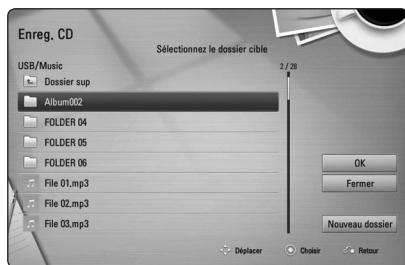 Enreg. CD
Sélectionnez le dossier cible
USB/Music
2 / 28
Dossier sup
Album002
FOLDER 04
FOLDER 05
FOLDER 06
File 01.mp3
File 02.mp3
File 03.mp3
OK
Fermer
Nouveau dossier
Déplacer
Choisir
Retour